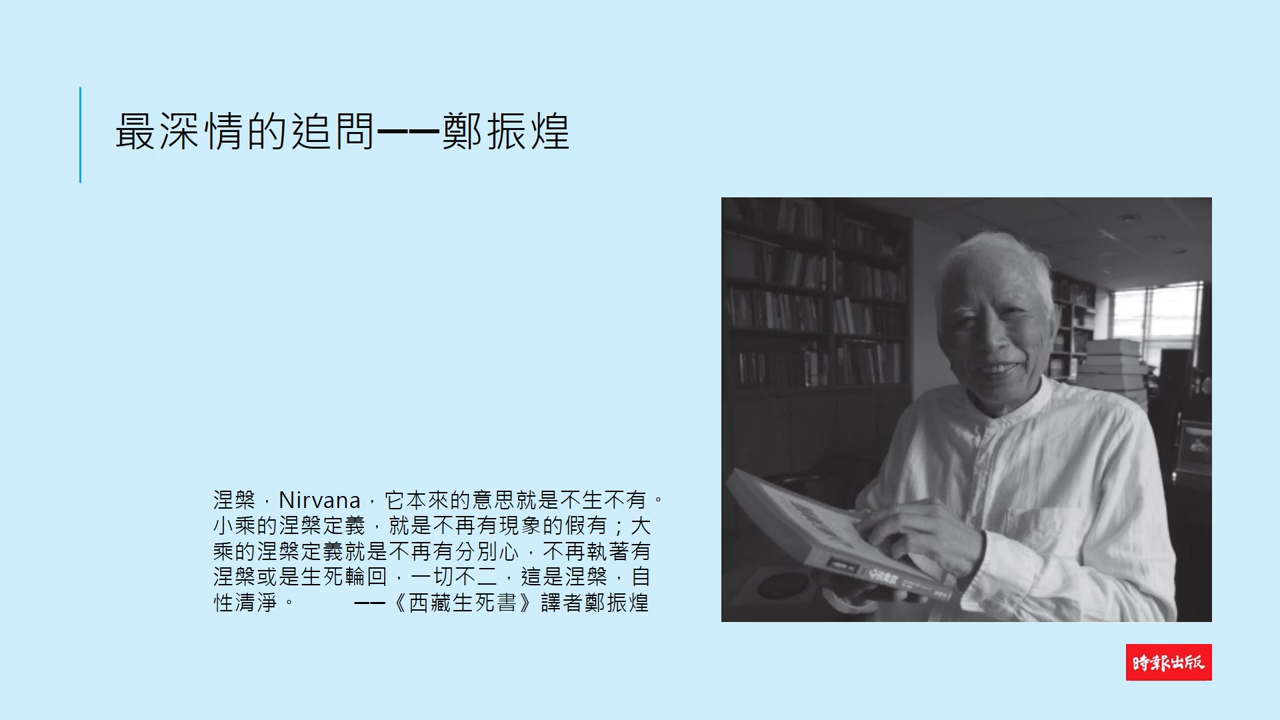 最深情的追問——鄭振煌
涅槃，Nirvana，它本來的意思就是不生不有。
小乘的涅槃定義，就是不再有現象的假有；大
乘的涅槃定義就是不再有分別心，不再執著有
涅槃或是生死輪回，一切不二，這是涅槃，自
性清淨。 ——《西藏生死書》譯者鄭振煌
時報出版